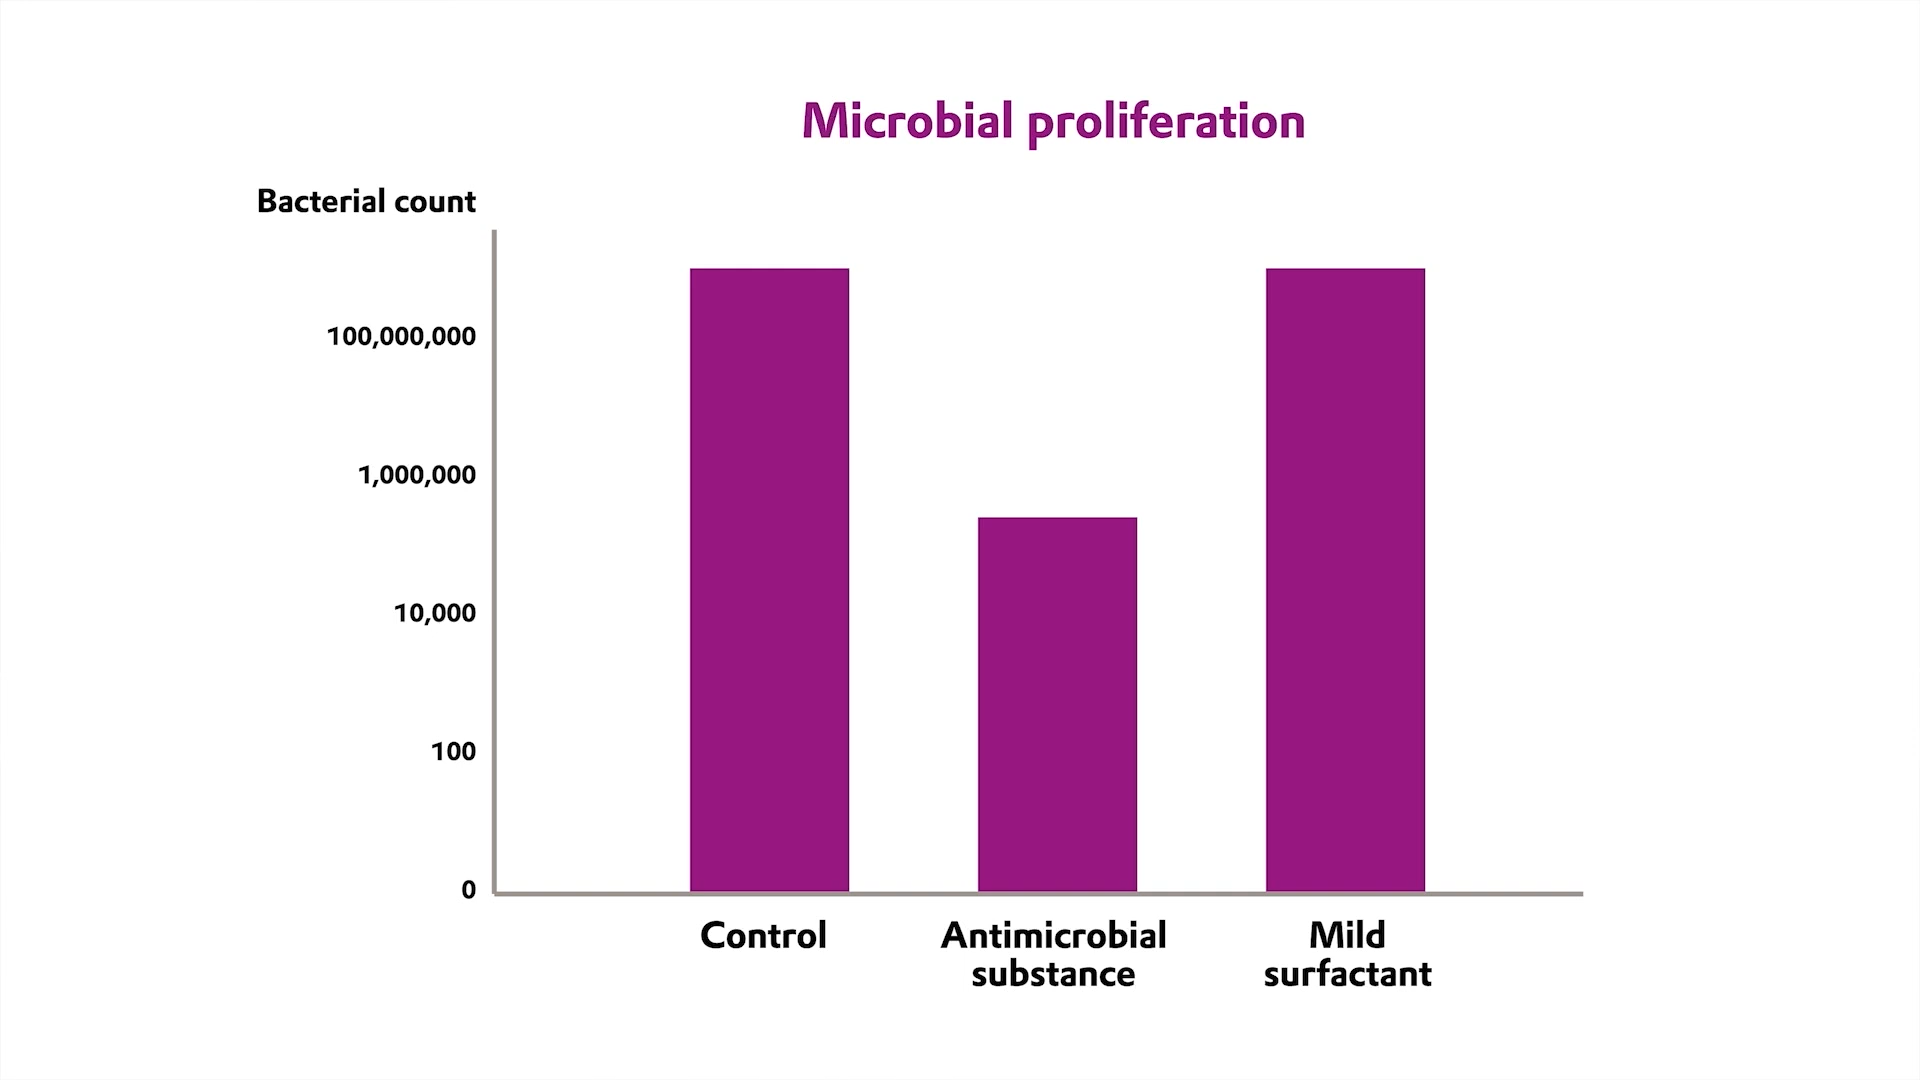 Microbial proliferation
Bacterial count
100,000,000
1,000,000
10,000
100
0
Control
Antimicrobial
substance
Mild
surfactant